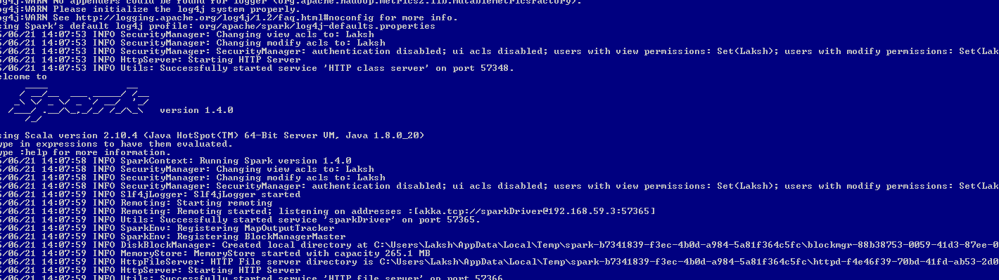 og4j:WARN No appenders could be found for logger (org.apache.hadoop.metrics2.lib.MutableMetricsFactory).
og4j:WARN Please initialize the log4j system properly.
og4j:WARN See http://logging.apache.org/log4j/1.2/faq.html#noconfig for more info.
sing Spark's default log4j profile: org/apache/spark/log4j-defaults.properties
5/06/21 14:07:53 INFO SecurityManager: Changing view acls to: Laksh
5/06/21 14:07:53 INFO SecurityManager: Changing modify acls to: Laksh
5/06/21 14:07:53 INFO SecurityManager: SecurityManager: authentication disabled; ui acls disabled; users with view permissions: Set(Laksh); users with modify permissions: Set(Lak
5/06/21 14:07:53 INFO HttpServer: Starting HTTP Server
5/06/21 14:07:53 INFO Utils: Successfully started service 'HTTP class server' on port 57348.
elcome to
Spark version 1.4.0
sing Scala version 2.10.4 (Java HotSpot(TM) 64-Bit Server VM, Java 1.8.0_20)
ype in expressions to have them evaluated.
ype :help for more information.
5/06/21 14:07:58 INFO SparkContext: Running Spark version 1.4.0
5/06/21 14:07:58 INFO SecurityManager: Changing view acls to: Laksh
5/06/21 14:07:58 INFO SecurityManager: Changing modify acls to: Laksh
5/06/21 14:07:58 INFO SecurityManager: SecurityManager: authentication disabled; ui acls disabled; users with view permissions: Set(Laksh); users with modify permissions: Set(Lak
5/06/21 14:07:59 INFO Slf4jLogger: Slf4jLogger started
5/06/21 14:07:59 INFO Remoting: Starting remoting
5/06/21 14:07:59 INFO Remoting: Remoting started; listening on addresses :[akka.tcp://sparkDriver@192.168.59.3:57365]
5/06/21 14:07:59 INFO Utils: Successfully started service 'sparkDriver' on port 57365.
5/06/21 14:07:59 INFO SparkEnv: Registering MapOutputTracker
5/06/21 14:07:59 INFO SparkEnv: Registering BlockManagerMaster
5/06/21 14:07:59 INFO DiskBlockManager: Created local directory at C:\Users\Laksh\AppData\Local\Temp\spark-b7341839-f3ec-4b0d-a984-5a81f364c5fc\blockmgr-88b38753-0059-41d3-87ee-0
5/06/21 14:07:59 INFO MemoryStore: MemoryStore started with capacity 265.1 MB
5/06/21 14:07:59 INFO HttpFileServer: HTTP File server directory is C:\Users\Laksh\AppData\Local\Temp\spark-b7341839-f3ec-4b0d-a984-5a81f364c5fc\httpd-f4e46f39-70bd-41fd-ab53-2d0
5/06/21 14:07:59 INFO HttpServer: Starting HTTP Server
5/06/21 14:07:59 INFO Utils: Successfully started service 'HTTP file server' on port 57366